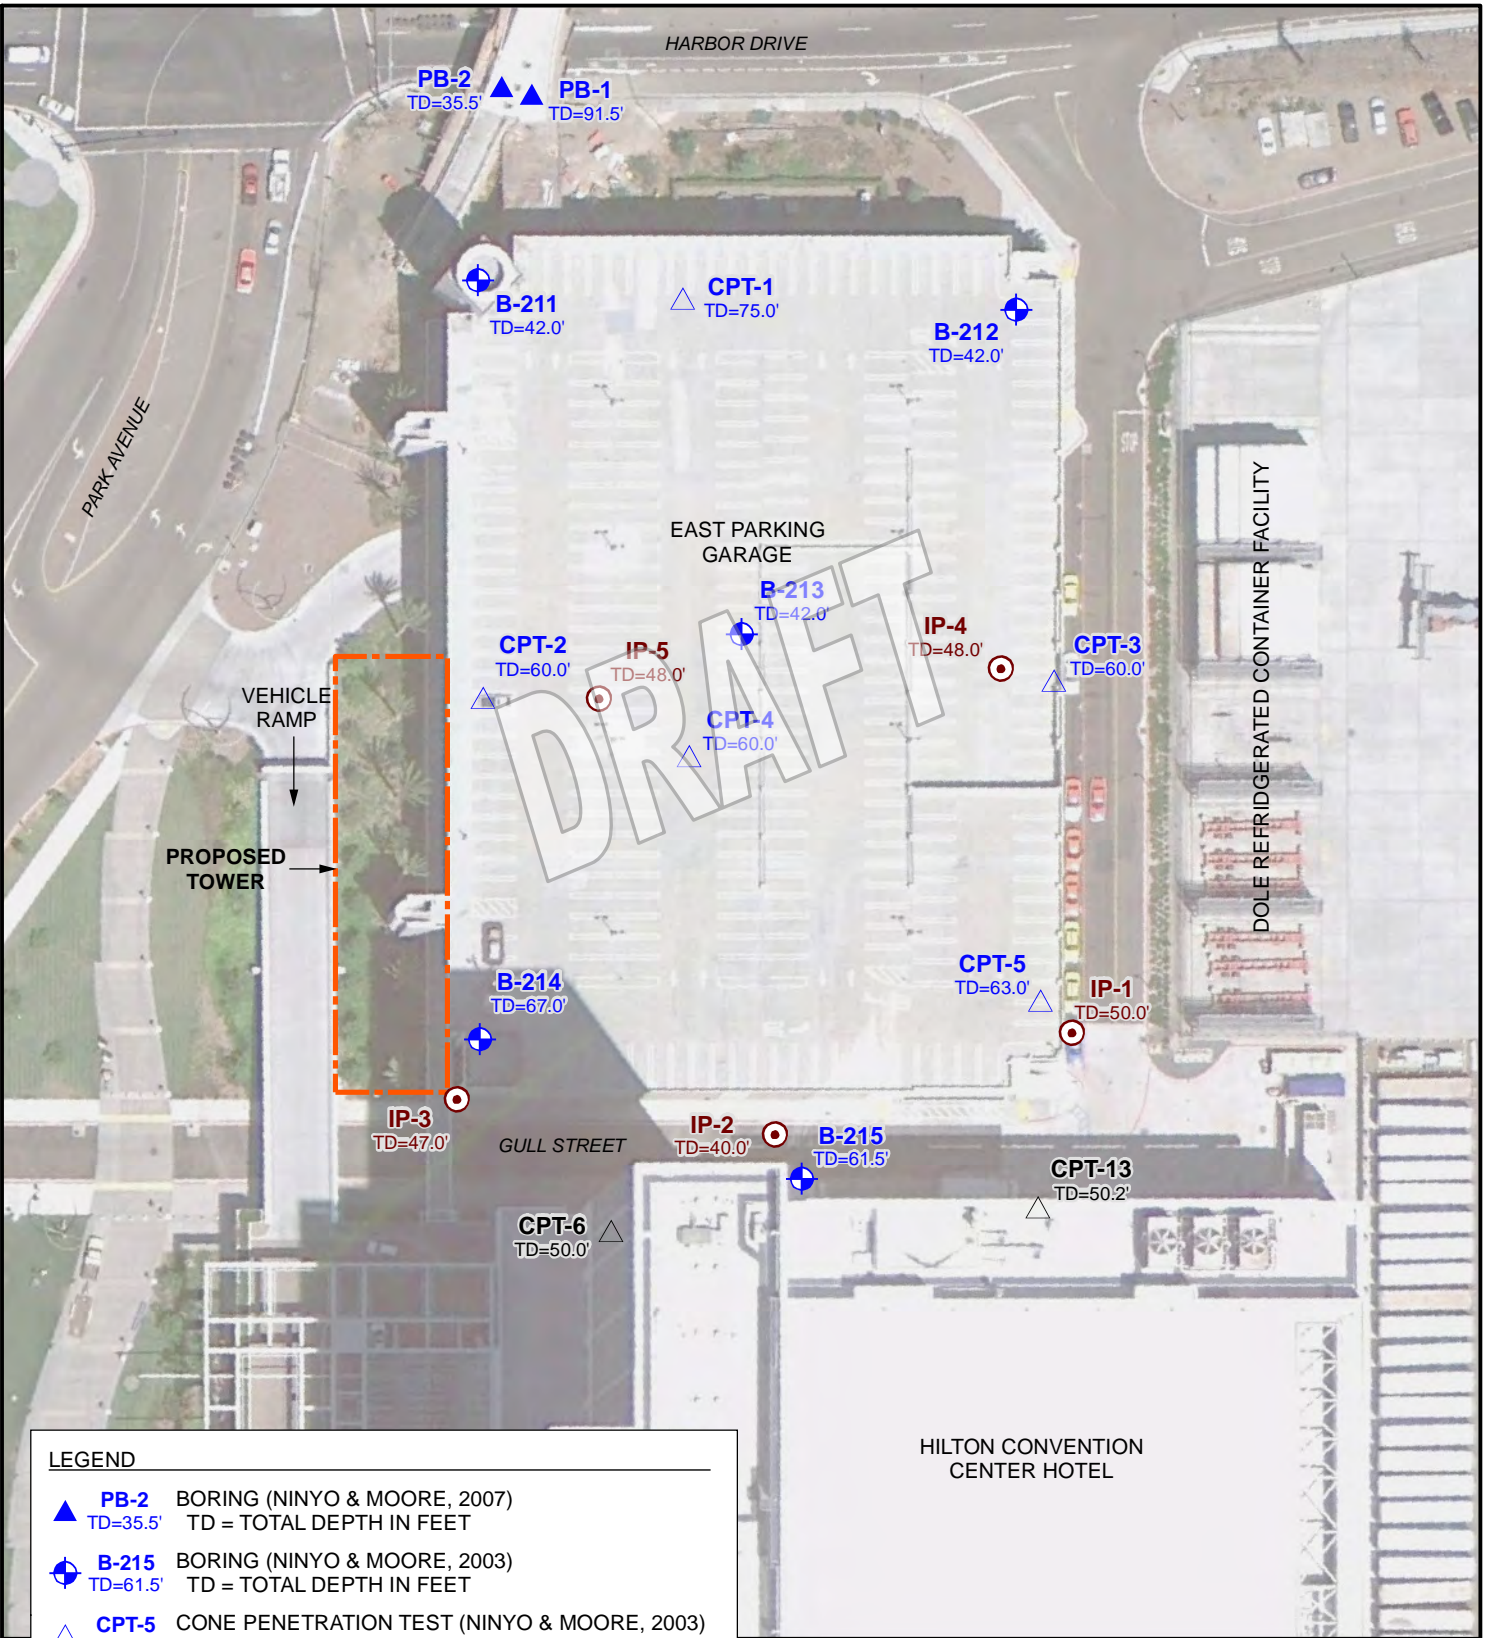 HARBOR DRIVE
PB-2
TD=35.5'
PB-1
TD=91.5'
B-211
TD=42.0'
CPT-1
TD=75.0'
B-212
TD=42.0'
PARK AVENUE
EAST PARKING
GARAGE
B-213
TD=42.0'
CPT-2
TD=60.0'
IP-5
TD=48.0'
IP-4
TD=48.0'
CPT-3
TD=60.0'
CPT-4
TD=60.0'
DRAFT
VEHICLE
RAMP
PROPOSED
TOWER
DOLE REFRIDGERATED CONTAINER FACILITY
B-214
TD=67.0'
CPT-5
TD=63.0'
IP-1
TD=50.0'
IP-3
TD=47.0'
GULL STREET
IP-2
TD=40.0'
B-215
TD=61.5'
CPT-13
TD=50.2'
CPT-6
TD=50.0'
HILTON CONVENTION
CENTER HOTEL
LEGEND
PB-2 BORING (NINYO & MOORE, 2007)
TD=35.5' TD = TOTAL DEPTH IN FEET
B-215 BORING (NINYO & MOORE, 2003)
TD=61.5' TD = TOTAL DEPTH IN FEET
CPT-5 CONE PENETRATION TEST (NINYO & MOORE, 2003)